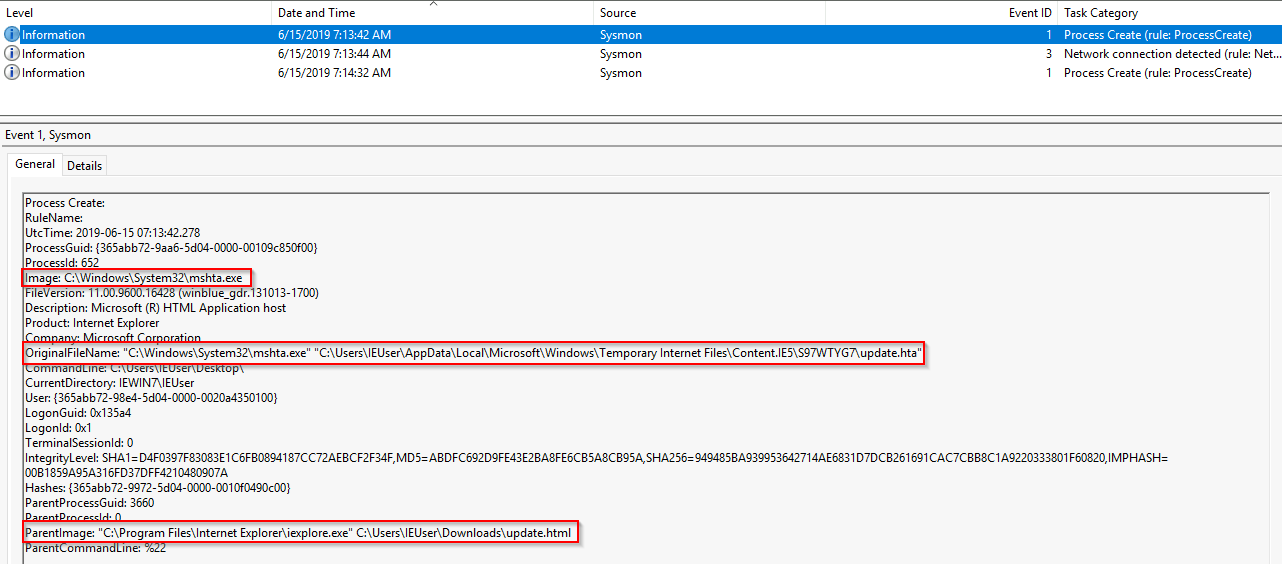 Level Date and Time Source Event ID Task Category
Information 6/15/2019 7:13:42 AM Sysmon 1 Process Create (rule: ProcessCreate)
Information 6/15/2019 7:13:44 AM Sysmon 3 Network connection detected (rule: Net...
Information 6/15/2019 7:14:32 AM Sysmon 1 Process Create (rule: ProcessCreate)
Event 1, Sysmon
General Details
Process Create:
RuleName:
UtcTime: 2019-06-15 07:13:42.278
ProcessGuid: {365abb72-9aa6-5d04-0000-00109c850f00}
ProcessId: 652
Image: C:\Windows\System32\mshta.exe
FileVersion: 11.00.9600.16428 (winblue_gdr.131013-1700)
Description: Microsoft (R) HTML Application host
Product: Internet Explorer
Company: Microsoft Corporation
OriginalFileName: "C:\Windows\System32\mshta.exe" "C:\Users\IEUser\AppData\Local\Microsoft\Windows\Temporary Internet Files\Content.IE5\S97WTYG7\update.hta"
CommandLine: C:\Users\IEUser\Desktop\
CurrentDirectory: IEWIN7\IEUser
User: {365abb72-98e4-5d04-0000-0020a4350100}
LogonGuid: 0x135a4
LogonId: 0x1
TerminalSessionId: 0
IntegrityLevel: SHA1=D4F0397F83083E1C6FB0894187CC72AEBCF2F34F,MD5=ABDFC692D9FE43E2BA8FE6CB5A8CB95A,SHA256=949485BA939953642714AE6831D7DCB261691CAC7CBB8C1A9220333801F60820,IMPHASH=
00B1859A95A316FD37DFF4210480907A
Hashes: {365abb72-9972-5d04-0000-0010f0490c00}
ParentProcessGuid: 3660
ParentProcessId: 0
ParentImage: "C:\Program Files\Internet Explorer\iexplore.exe" C:\Users\IEUser\Downloads\update.html
ParentCommandLine: %22